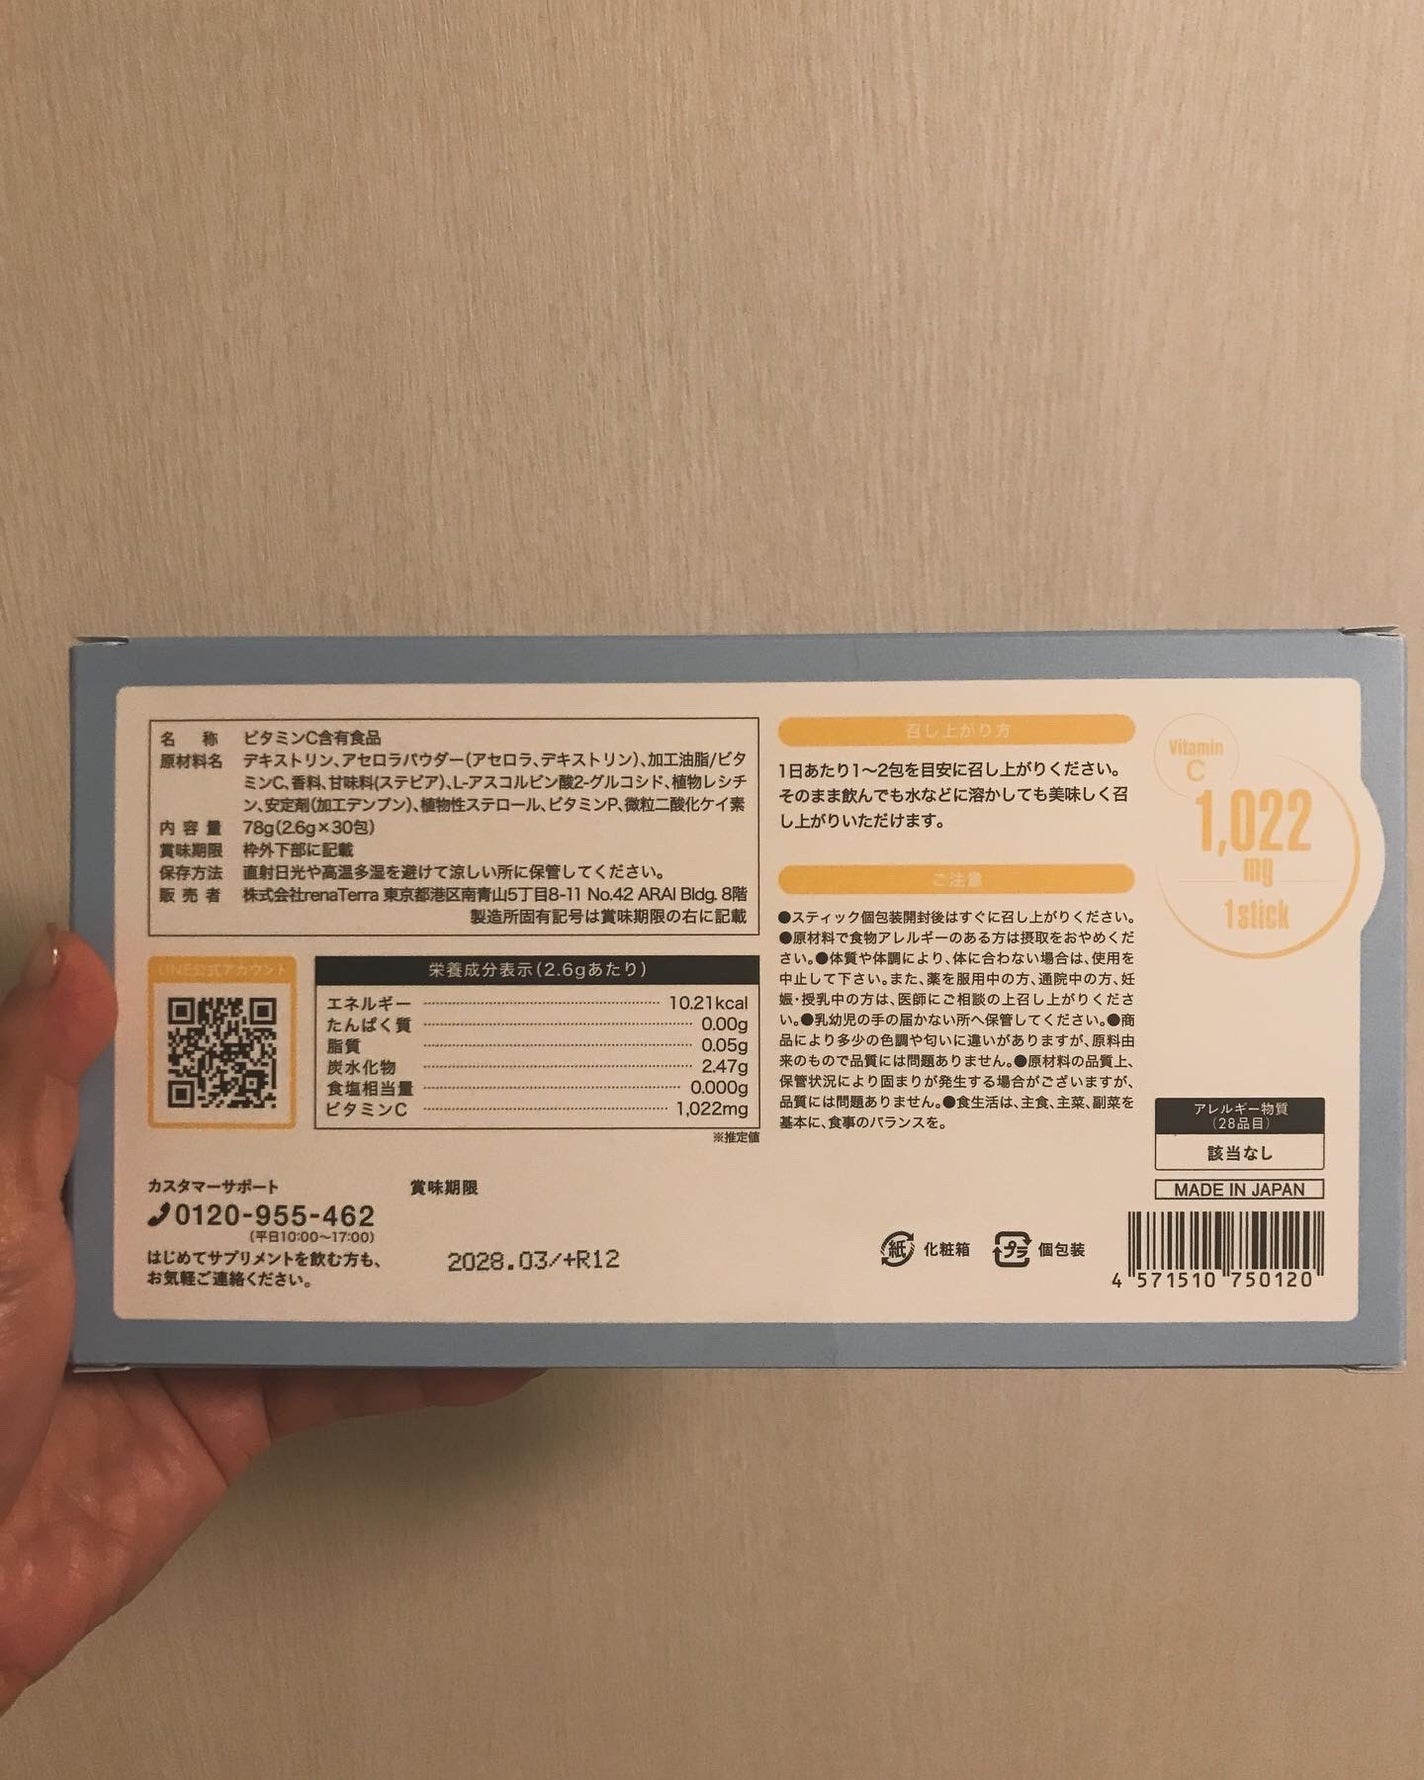 名称 ビタミンC含有食品
原材料名 デキストリン、アセロラパウダー(アセロラ、デキストリン)、加工油脂/ビタ
ミンC、香料、甘味料(ステビア)、L-アスコルビン酸2-グルコシド、植物レシチ
ン、安定剤(加工デンプン)、植物性ステロール、ビタミンP、微粒二酸化ケイ素
内容量 78g(2.6g×30包)
賞味期限 枠外下部に記載
保存方法 直射日光や高温多湿を避けて涼しい所に保管してください。
販売者 株式会社renaTerra 東京都港区南青山5丁目8-11 No.42 ARAI Bldg. 8階
製造所固有記号は賞味期限の右に記載
LINE公式アカウント
栄養成分表示(2.6gあたり)
エネルギー 10.21kcal
たんぱく質 0.00g
脂質 0.05g
炭水化物 2.47g
食塩相当量 0.000g
ビタミンC 1,022mg
※推定値
カスタマーサポート
0120-955-462
(平日10:00〜17:00)
はじめてサプリメントを飲む方も、
お気軽ご連絡ください。
賞味期限
2028.03/+R12
召し上がり方
1日あたり1〜2包を目安に召し上がりください。
そのまま飲んでも水などに溶かしても美味しく召
し上がりいただけます。
ご注意
●スティック個包装開封後はすぐに召し上がりください。
●原材料で食物アレルギーのある方は摂取をおやめくだ
さい。●体質や体調により、体に合わない場合は、使用を
中止して下さい。また、薬を服用中の方、通院中の方、妊
娠・授乳中の方は、医師にご相談の上召し上がりくださ
い。●乳幼児の手の届かない所へ保管してください。●商
品により多少の色調や匂いに違いがありますが、原料由
来のもので品質には問題ありません。●原材料の品質上、
保管状況により固まりが発生する場合がございますが、
品質には問題ありません。●食生活は、主食、主菜、副菜を
基本に、食事のバランスを。
紙 化粧箱 プラ 個包装
Vitamin
C
1,022
mg
1stick
アレルギー物質
(28品目)
該当なし
MADE IN JAPAN
4 571510 750120